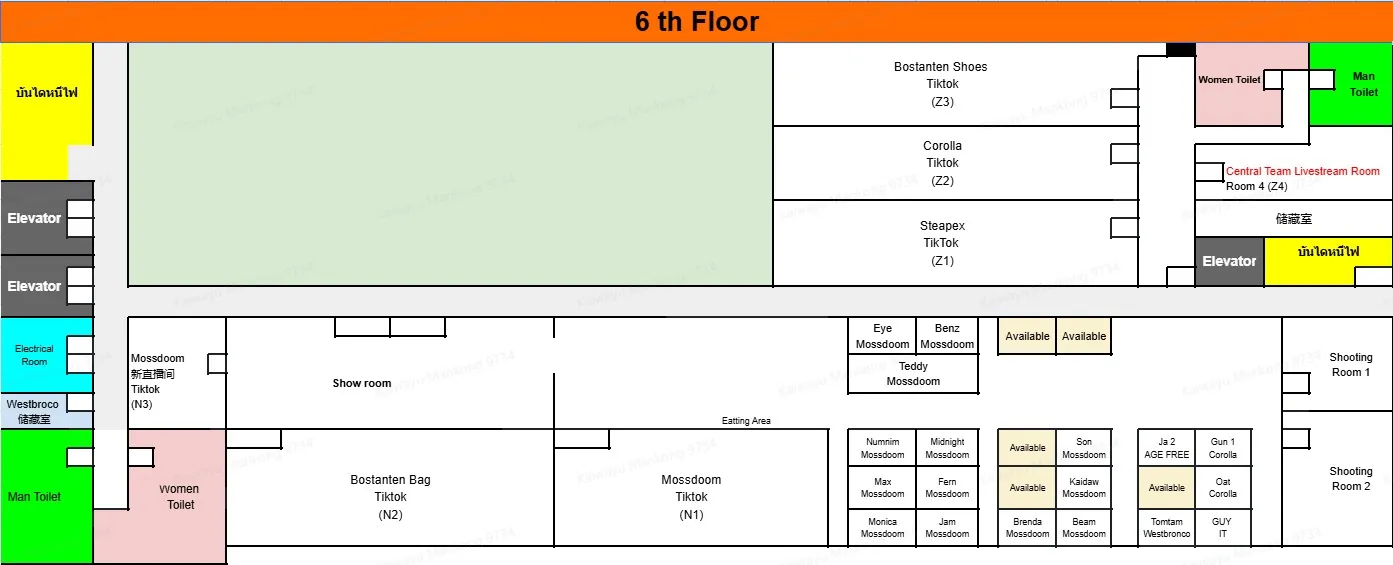 6 th Floor
บันไดหนีไฟ
Bostanten Shoes
Tiktok
(Z3)
Women Toilet
Man
Toilet
Corolla
Tiktok
(Z2)
Central Team Livestream Room
Room 4 (Z4)
Elevator
储藏室
Steapex
TikTok
(Z1)
Elevator
บันไดหนีไฟ
Elevator
Electrical
Room
Mossdoom
新直播间
Tiktok
(N3)
Show room
Eatting Area
Eye
Mossdoom
Benz
Mossdoom
Teddy
Mossdoom
Available
Available
Shooting
Room 1
Westbroco
储藏室
Man Toilet
Women
Toilet
Bostanten Bag
Tiktok
(N2)
Mossdoom
Tiktok
(N1)
Numnim
Mossdoom
Midnight
Mossdoom
Available
Son
Mossdoom
Ja 2
AGE FREE
Gun 1
Corolla
Max
Mossdoom
Fern
Mossdoom
Available
Kaidaw
Mossdoom
Available
Oat
Corolla
Monica
Mossdoom
Jam
Mossdoom
Brenda
Mossdoom
Beam
Mossdoom
Tomtam
Westbronco
GUY
IT
Shooting
Room 2